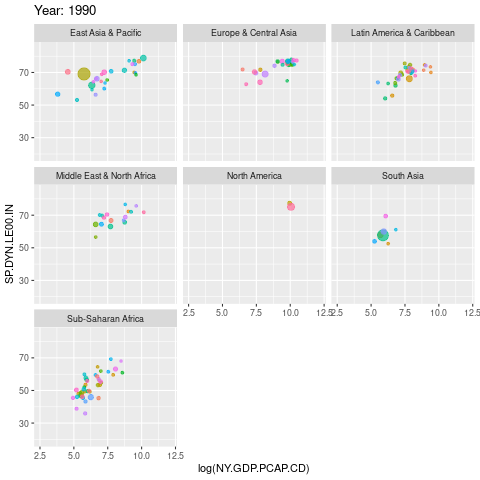 Year: 1990
East Asia & Pacific
Europe & Central Asia
Latin America & Caribbean
70
50
30
Middle East & North Africa
North America
South Asia
70
50
30
2.5 5.0 7.5 10.0 12.5
2.5 5.0 7.5 10.0 12.5
Sub-Saharan Africa
70
50
30
2.5 5.0 7.5 10.0 12.5
SP.DYN.LE00.IN
log(NY.GDP.PCAP.CD)